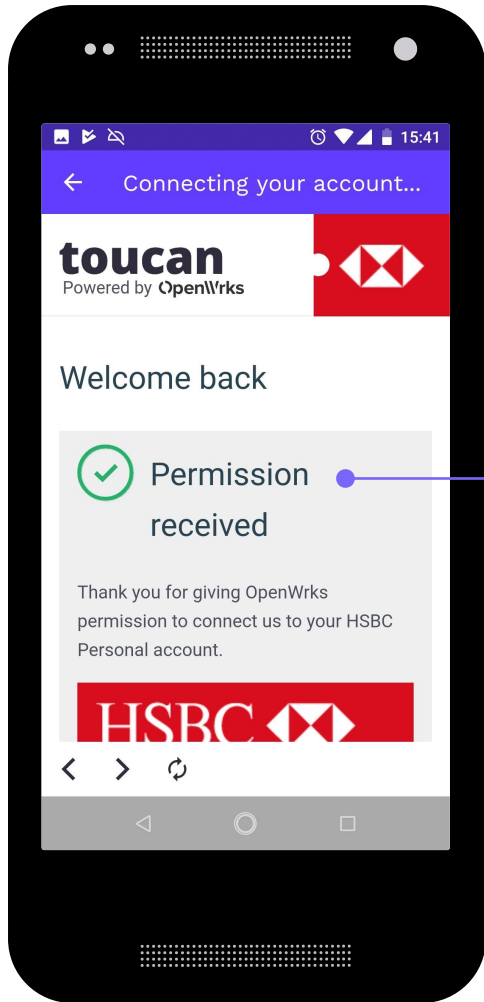 15:41
Connecting your account...
toucan
Powered by OpenWrks
Welcome back
Permission
received
Thank you for giving OpenWrks
permission to connect us to your HSBC
Personal account.
HSBC